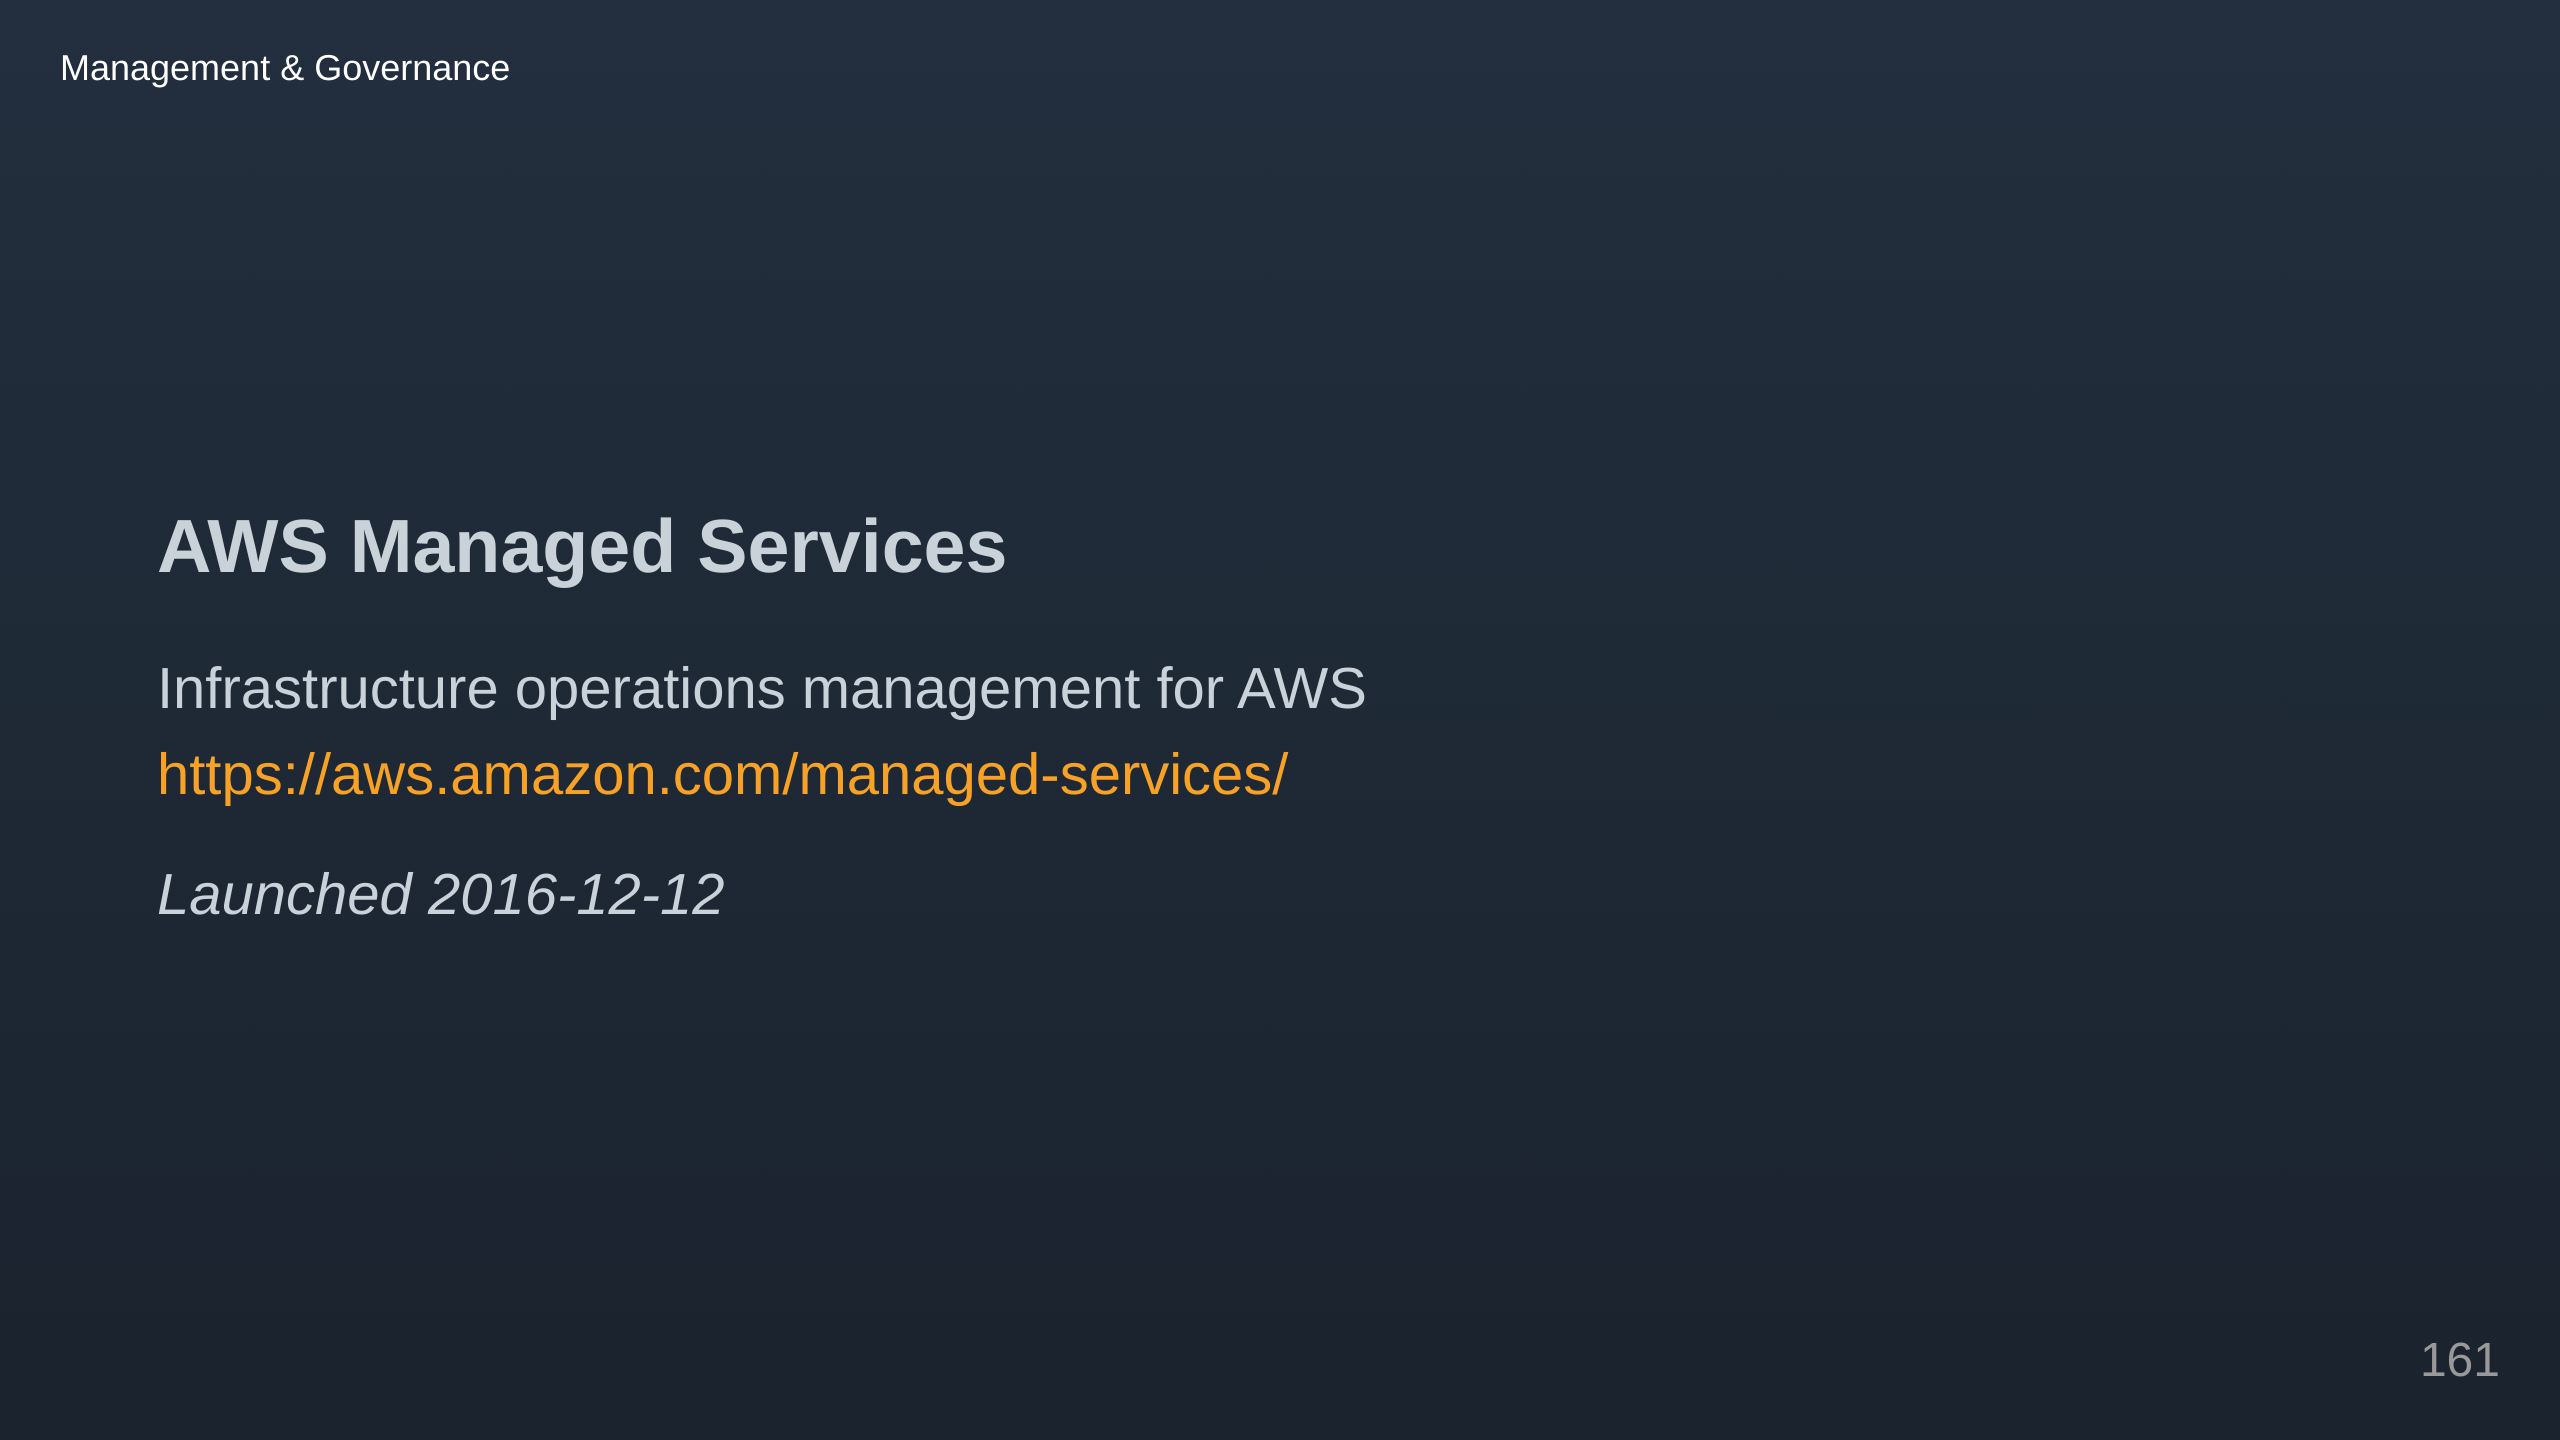 Management & Governance
AWS Managed Services
Infrastructure operations management for AWS
https://aws.amazon.com/managed-services/
Launched 2016-12-12
161